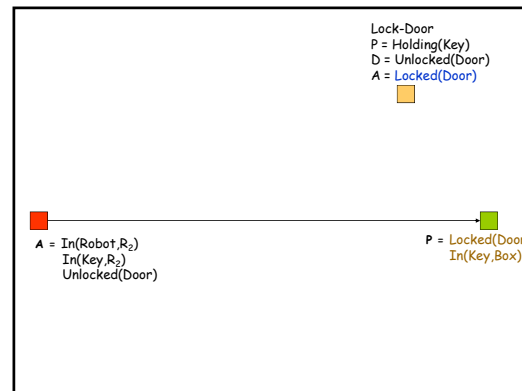 Lock-Door
P = Holding(Key)
D = Unlocked(Door)
A = Locked(Door)
A = In(Robot,R₂)
In(Key,R₂)
Unlocked(Door)
P = Locked(Door
In(Key,Box)